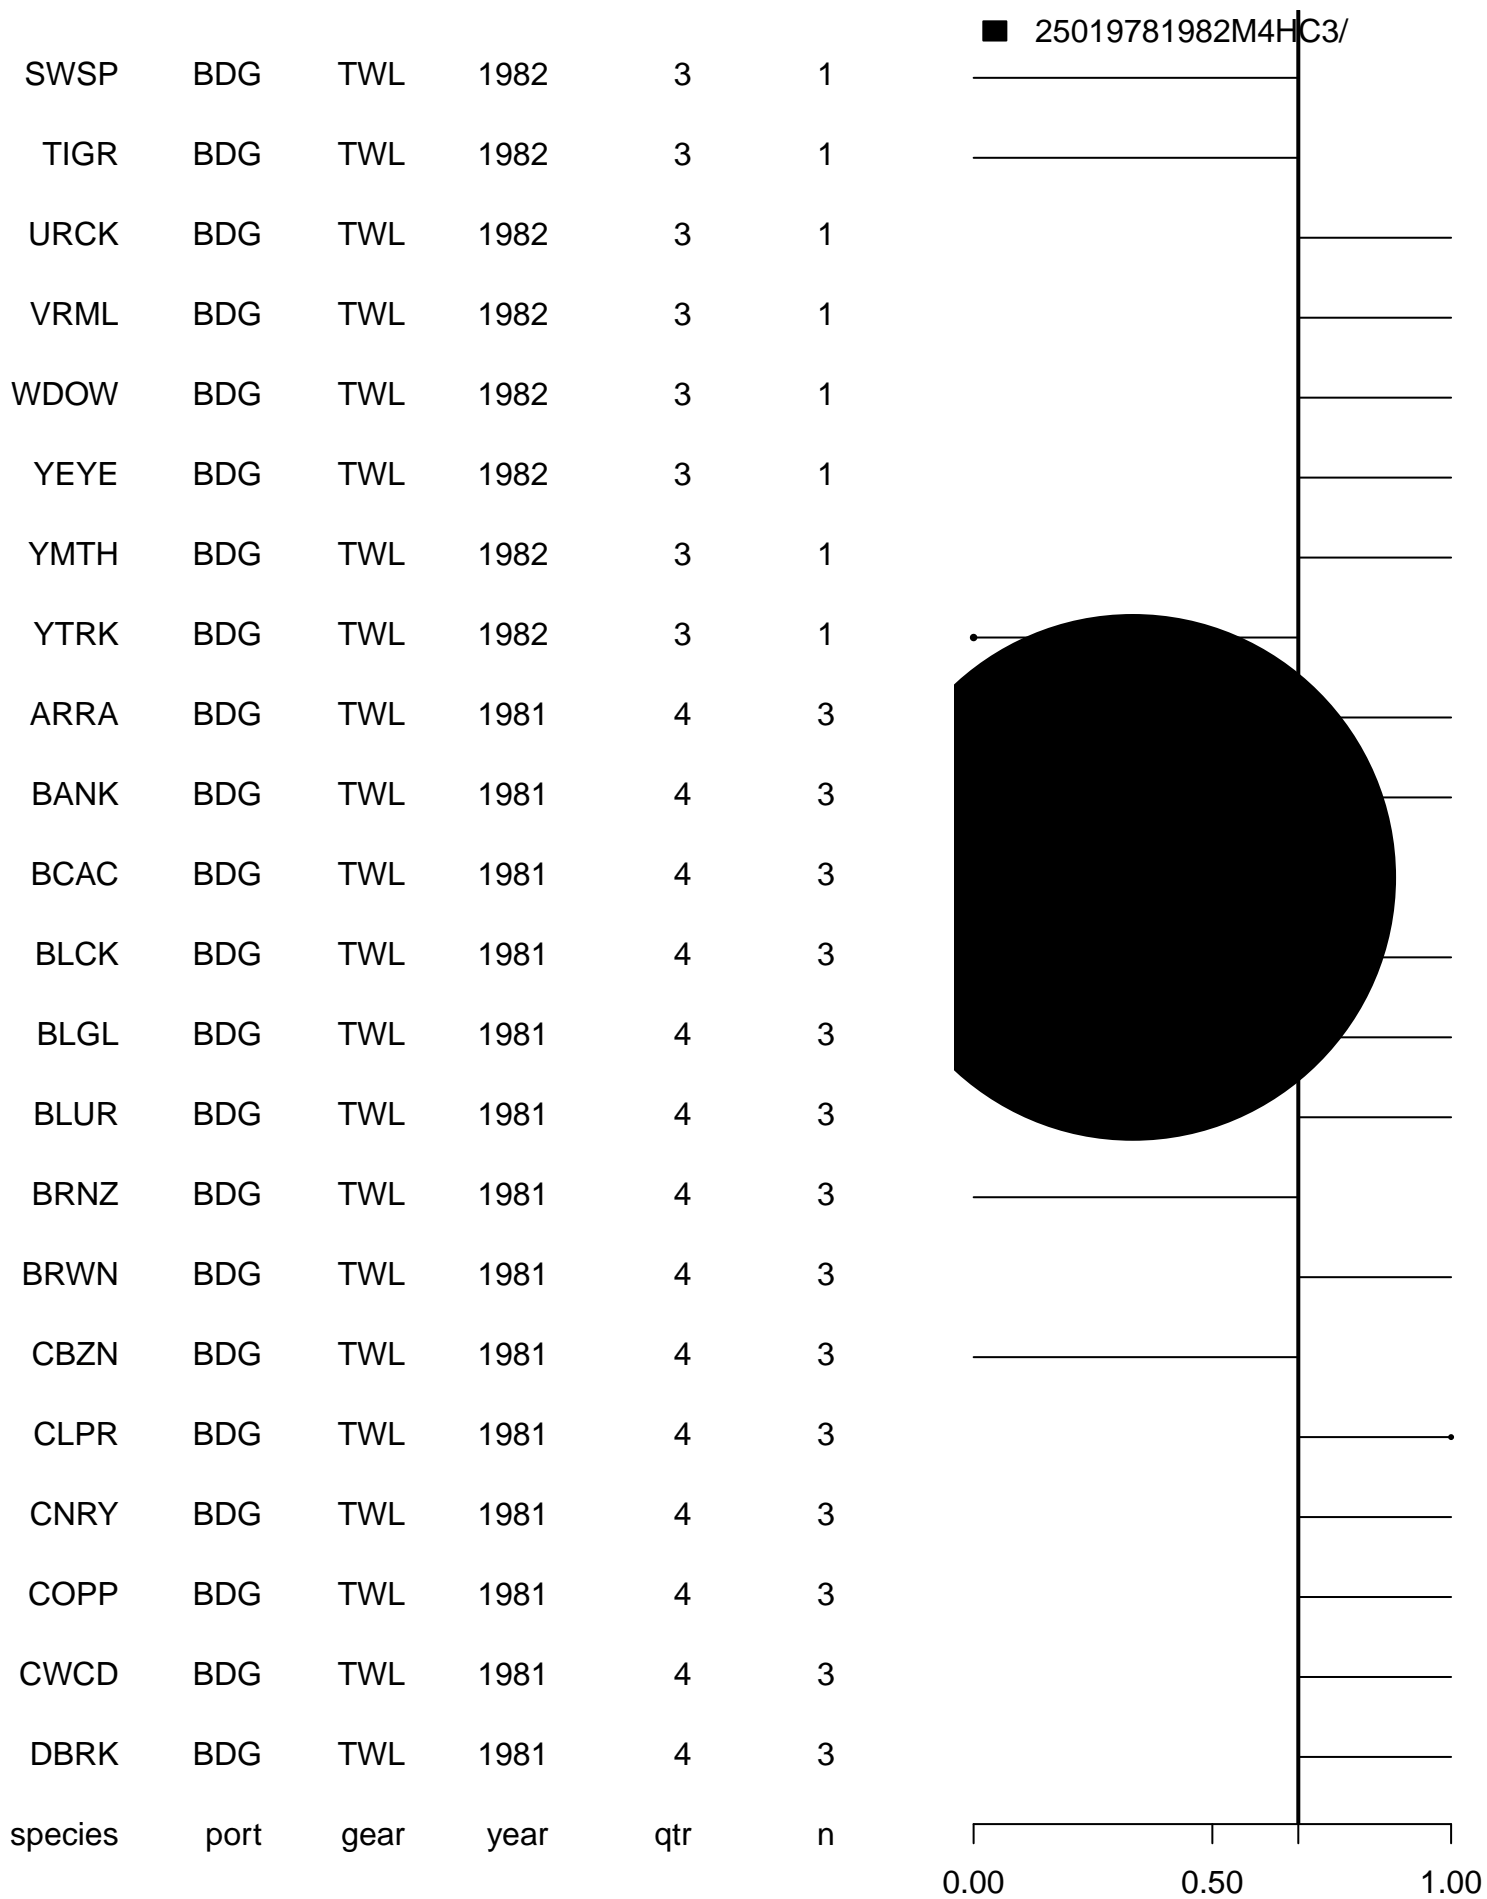 25019781982M4HC3/
SWSP BDG TWL 1982 3 1
TIGR BDG TWL 1982 3 1
URCK BDG TWL 1982 3 1
VRML BDG TWL 1982 3 1
WDOW BDG TWL 1982 3 1
YEYE BDG TWL 1982 3 1
YMTH BDG TWL 1982 3 1
YTRK BDG TWL 1982 3 1
ARRA BDG TWL 1981 4 3
BANK BDG TWL 1981 4 3
BCAC BDG TWL 1981 4 3
BLCK BDG TWL 1981 4 3
BLGL BDG TWL 1981 4 3
BLUR BDG TWL 1981 4 3
BRNZ BDG TWL 1981 4 3
BRWN BDG TWL 1981 4 3
CBZN BDG TWL 1981 4 3
CLPR BDG TWL 1981 4 3
CNRY BDG TWL 1981 4 3
COPP BDG TWL 1981 4 3
CWCD BDG TWL 1981 4 3
DBRK BDG TWL 1981 4 3
species port gear year qtr n
0.00 0.50 1.00